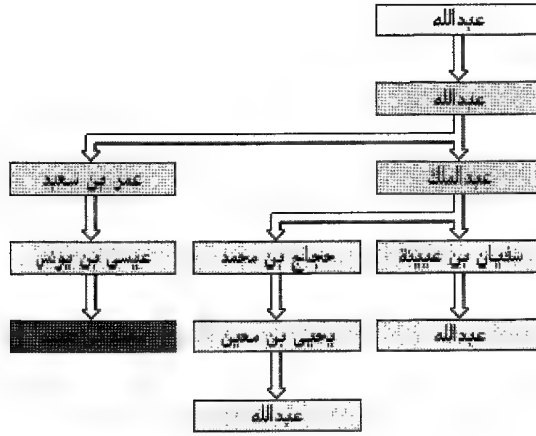 عبدالله
عبدالله
عبدالملك
عمر بن سعيد
سفيان بن عيينة
حجاج بن محمد
عيسى بن يونس
عبدالله
يحيى بن معين
عبدالله